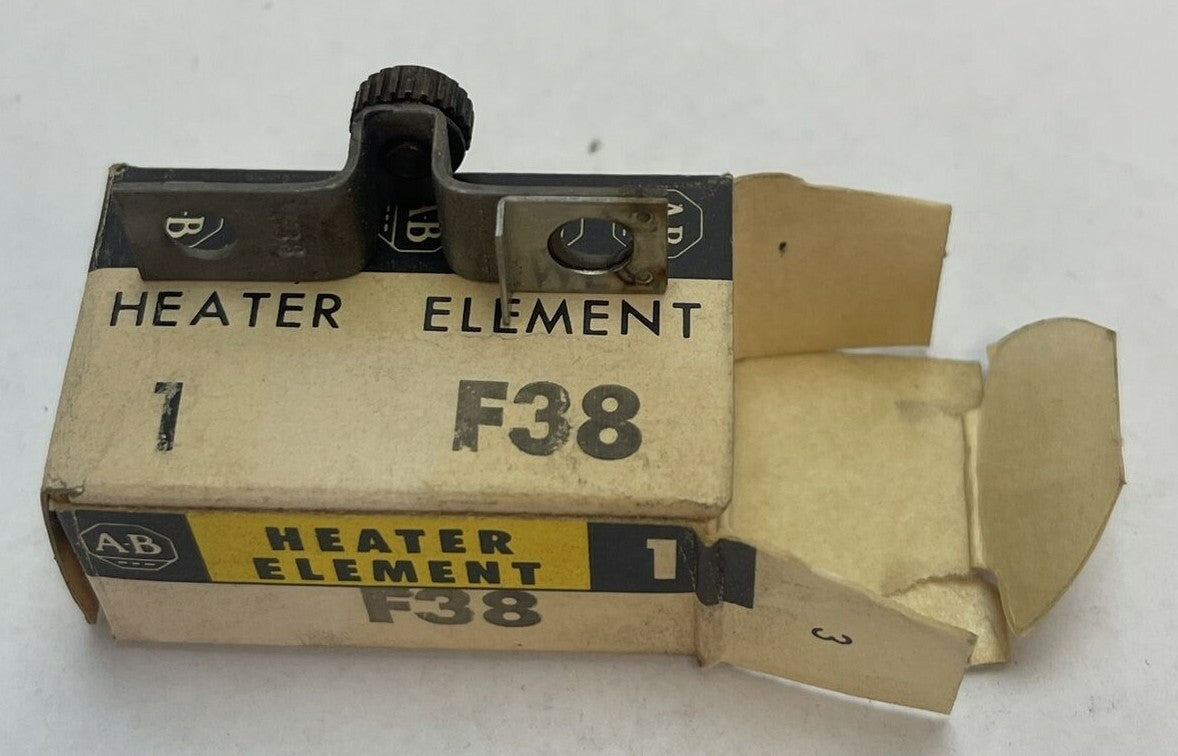 B
AB
AB
HEATER ELEMENT
1 F38
A-B
HEATER
ELEMENT
1
F38
3